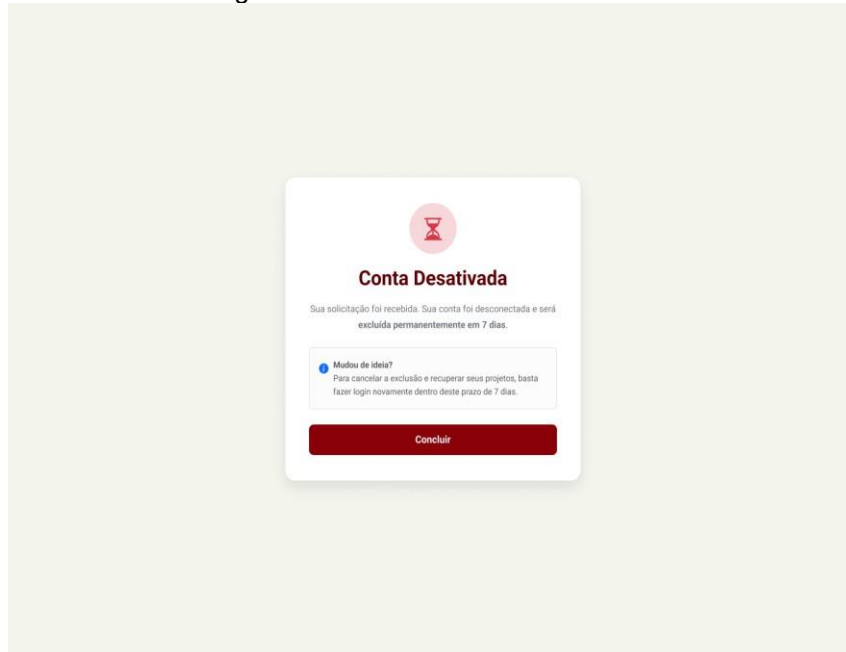 Conta Desativada
Sua solicitação foi recebida. Sua conta foi desconectada e será
excluída permanentemente em 7 dias.
Mudou de ideia?
Para cancelar a exclusão e recuperar seus projetos, basta
fazer login novamente dentro deste prazo de 7 dias.
Concluir